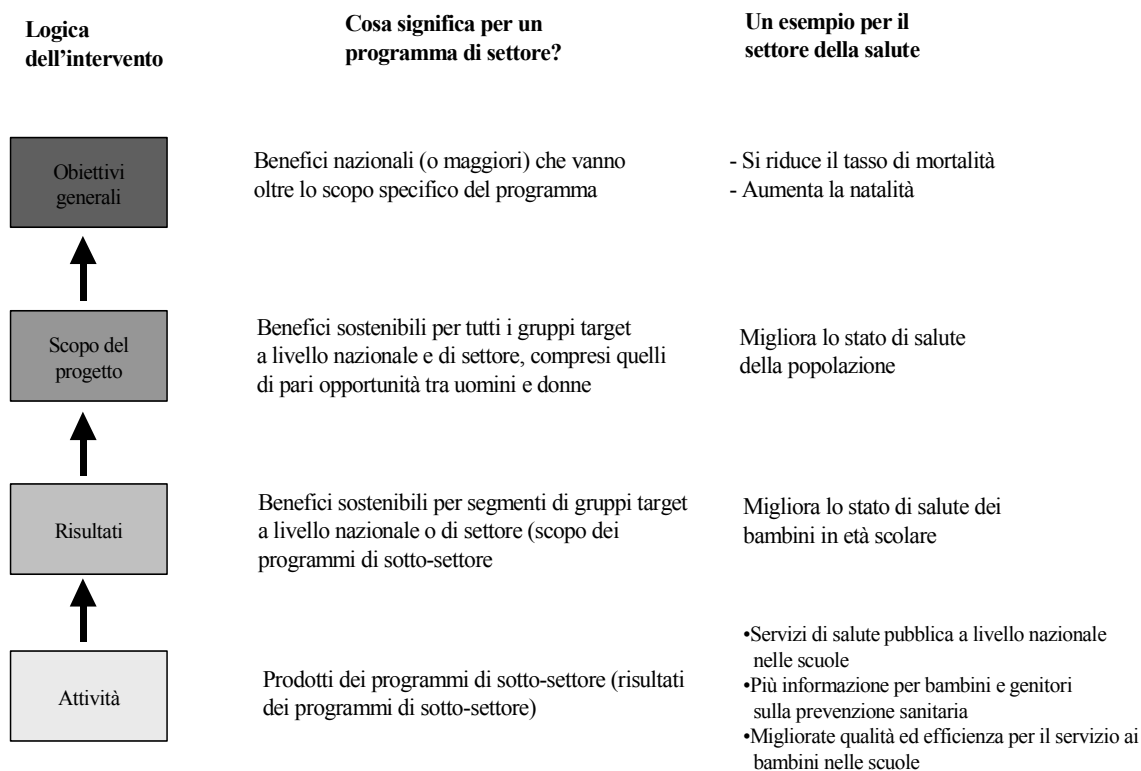 Logica
dell'intervento
Cosa significa per un
programma di settore?
Un esempio per il
settore della salute
Obiettivi
generali
Benefici nazionali (o maggiori) che vanno
oltre lo scopo specifico del programma
- Si riduce il tasso di mortalità
- Aumenta la natalità
Scopo del
progetto
Benefici sostenibili per tutti i gruppi target
a livello nazionale e di settore, compresi quelli
di pari opportunità tra uomini e donne
Migliora lo stato di salute
della popolazione
Risultati
Benefici sostenibili per segmenti di gruppi target
a livello nazionale o di settore (scopo dei
programmi di sotto-settore
Migliora lo stato di salute dei
bambini in età scolare
Attività
Prodotti dei programmi di sotto-settore (risultati
dei programmi di sotto-settore)
•Servizi di salute pubblica a livello nazionale
nelle scuole
•Più informazione per bambini e genitori
sulla prevenzione sanitaria
•Migliorate qualità ed efficienza per il servizio ai
bambini nelle scuole